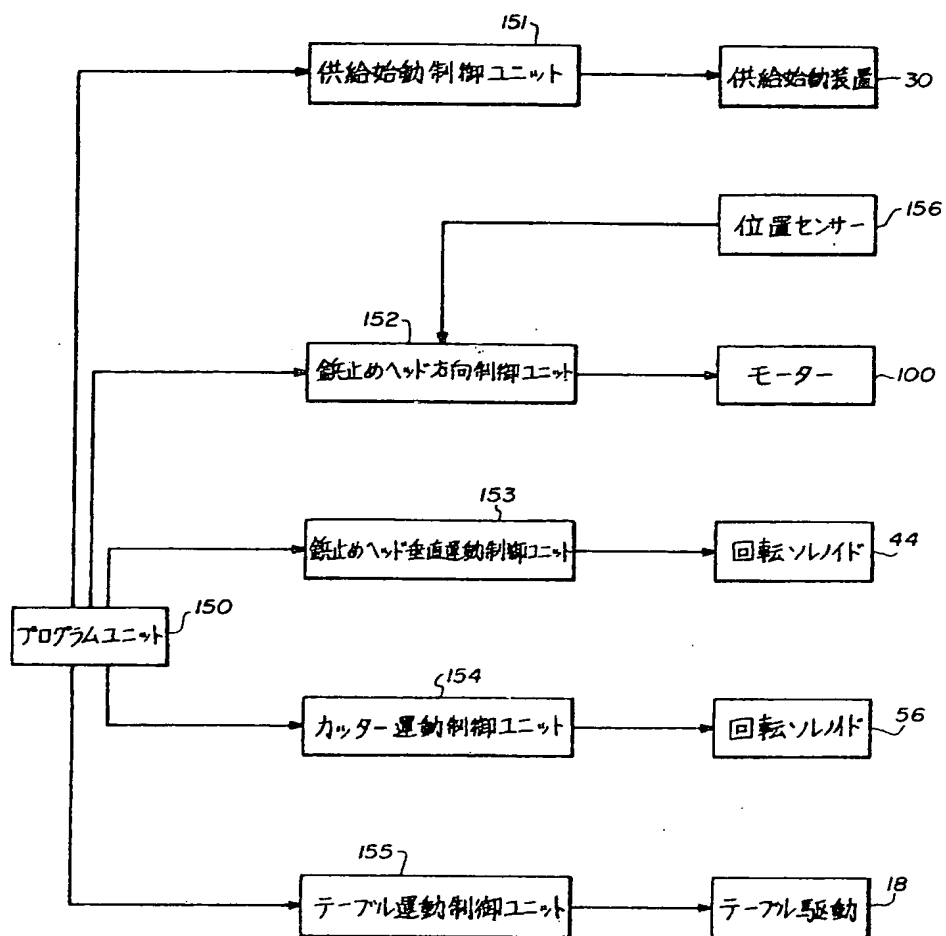 151
供給始動制御ユニット
供給始動装置
30
位置センサー
156
152
鋲止めヘッド方向制御ユニット
モーター
100
153
鋲止めヘッド垂直運動制御ユニット
回転ソレノイド
44
プログラムユニット
150
154
カッター運動制御ユニット
回転ソレノイド
56
155
テーブル運動制御ユニット
テーブル駆動
18